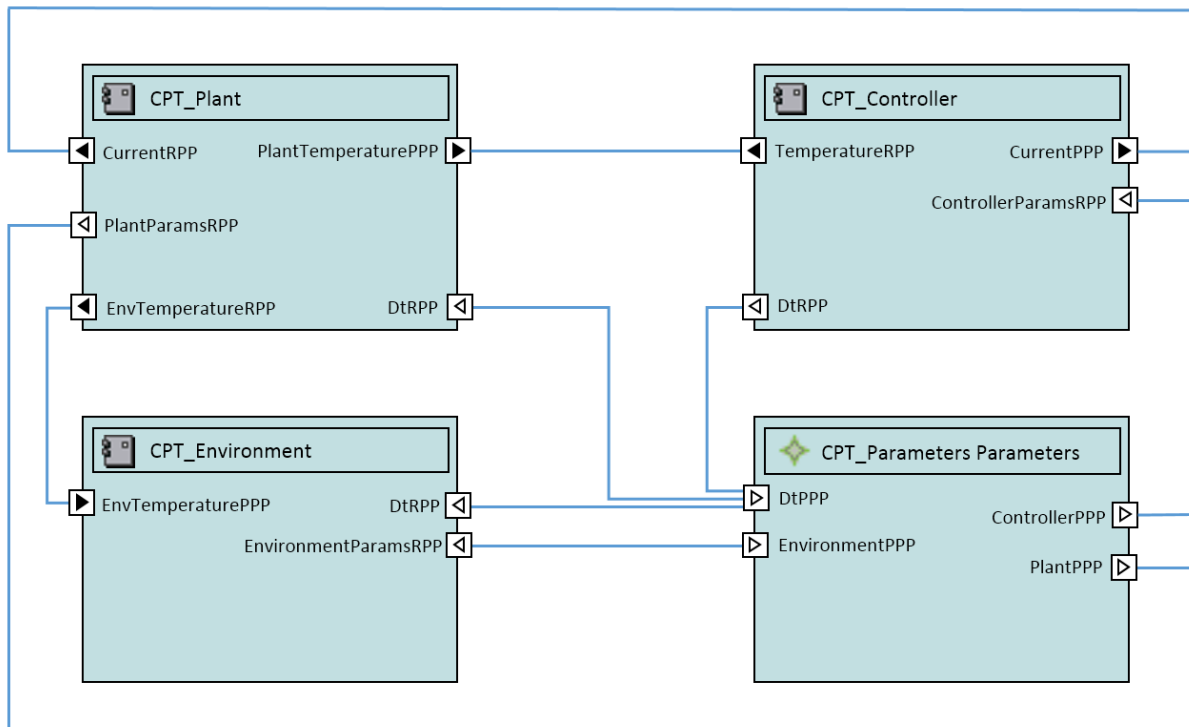 CPT_Plant
CurrentRPP
PlantTemperaturePPP
PlantParamsRPP
EnvTemperatureRPP
DtRPP
CPT_Controller
TemperatureRPP
CurrentPPP
ControllerParamsRPP
DtRPP
CPT_Environment
EnvTemperaturePPP
DtRPP
EnvironmentParamsRPP
CPT_Parameters Parameters
DtPPP
ControllerPPP
EnvironmentPPP
PlantPPP